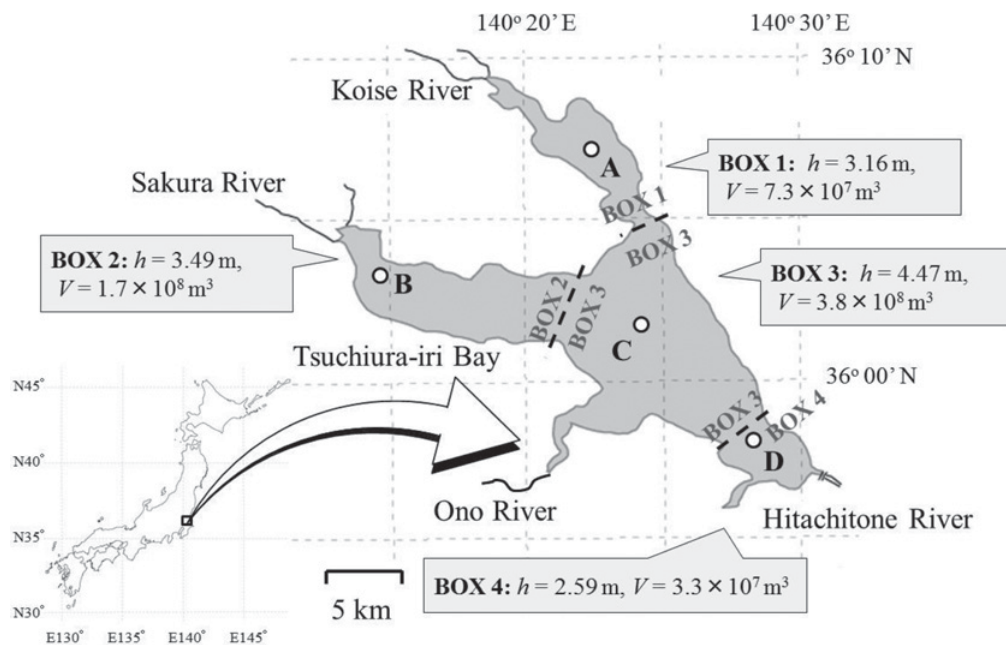 140° 20' E
140° 30' E
36° 10' N
Koise River
A
BOX 1: h = 3.16 m,
V = 7.3 × 10⁷ m³
Sakura River
BOX 1
BOX 3
BOX 2: h = 3.49 m,
V = 1.7 × 10⁸ m³
B
BOX 2
BOX 3
BOX 3: h = 4.47 m,
V = 3.8 × 10⁸ m³
C
Tsuchiura-iri Bay
36° 00' N
BOX 3
BOX 4
D
Ono River
Hitachitone River
BOX 4: h = 2.59 m, V = 3.3 × 10⁷ m³
5 km
N45°
N40°
N35°
N30°
E130°
E135°
E140°
E145°